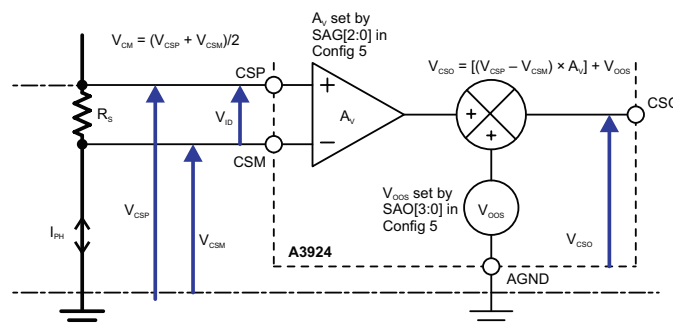 V_CM = (V_CSP + V_CSM)/2
A_V set by
SAG[2:0] in
Config 5
V_CSO = [(V_CSP – V_CSM) × A_V] + V_OOS
CSP
+
A_V
−
CSM
V_ID
R_S
+
+
CSO
V_CSP
V_CSM
I_PH
V_OOS set by
SAO[3:0] in
Config 5
V_OOS
V_CSO
A3924
AGND